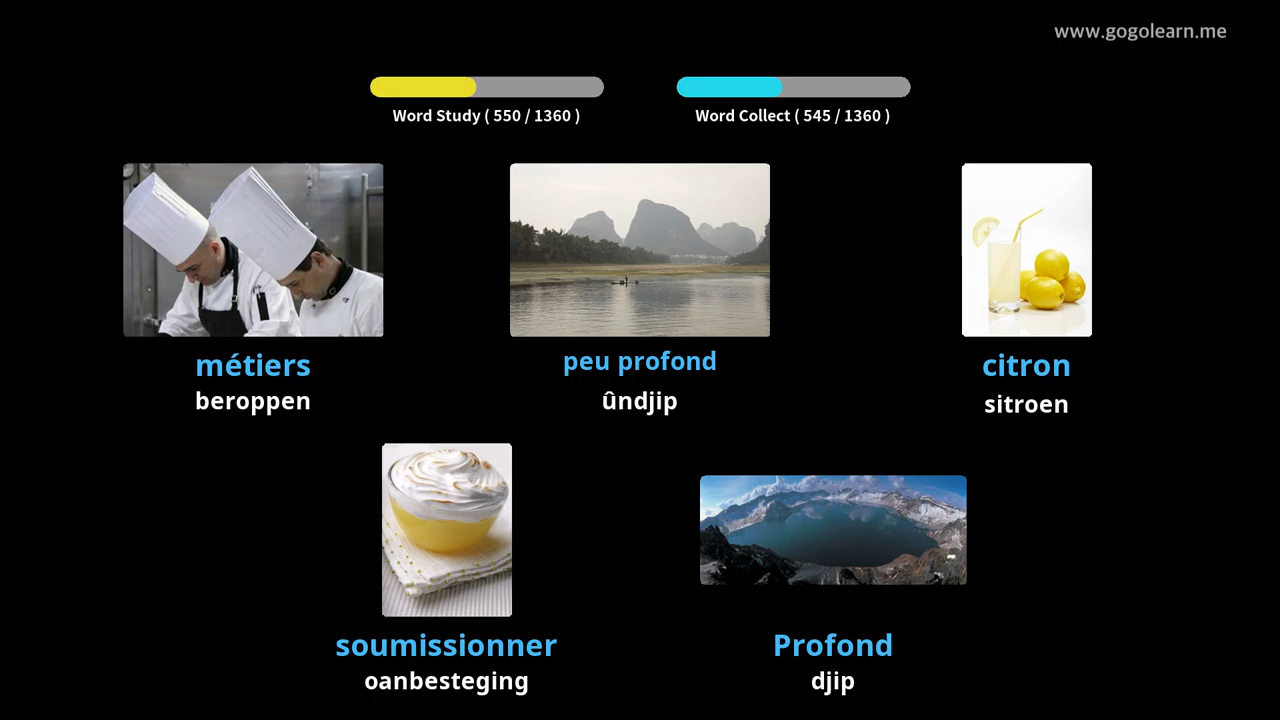 www.gogolearn.me
Word Study ( 550 / 1360 )
Word Collect ( 545 / 1360 )
métiers
beroppen
peu profond
ûndjip
citron
sitroen
soumissionner
oanbesteging
Profond
djip